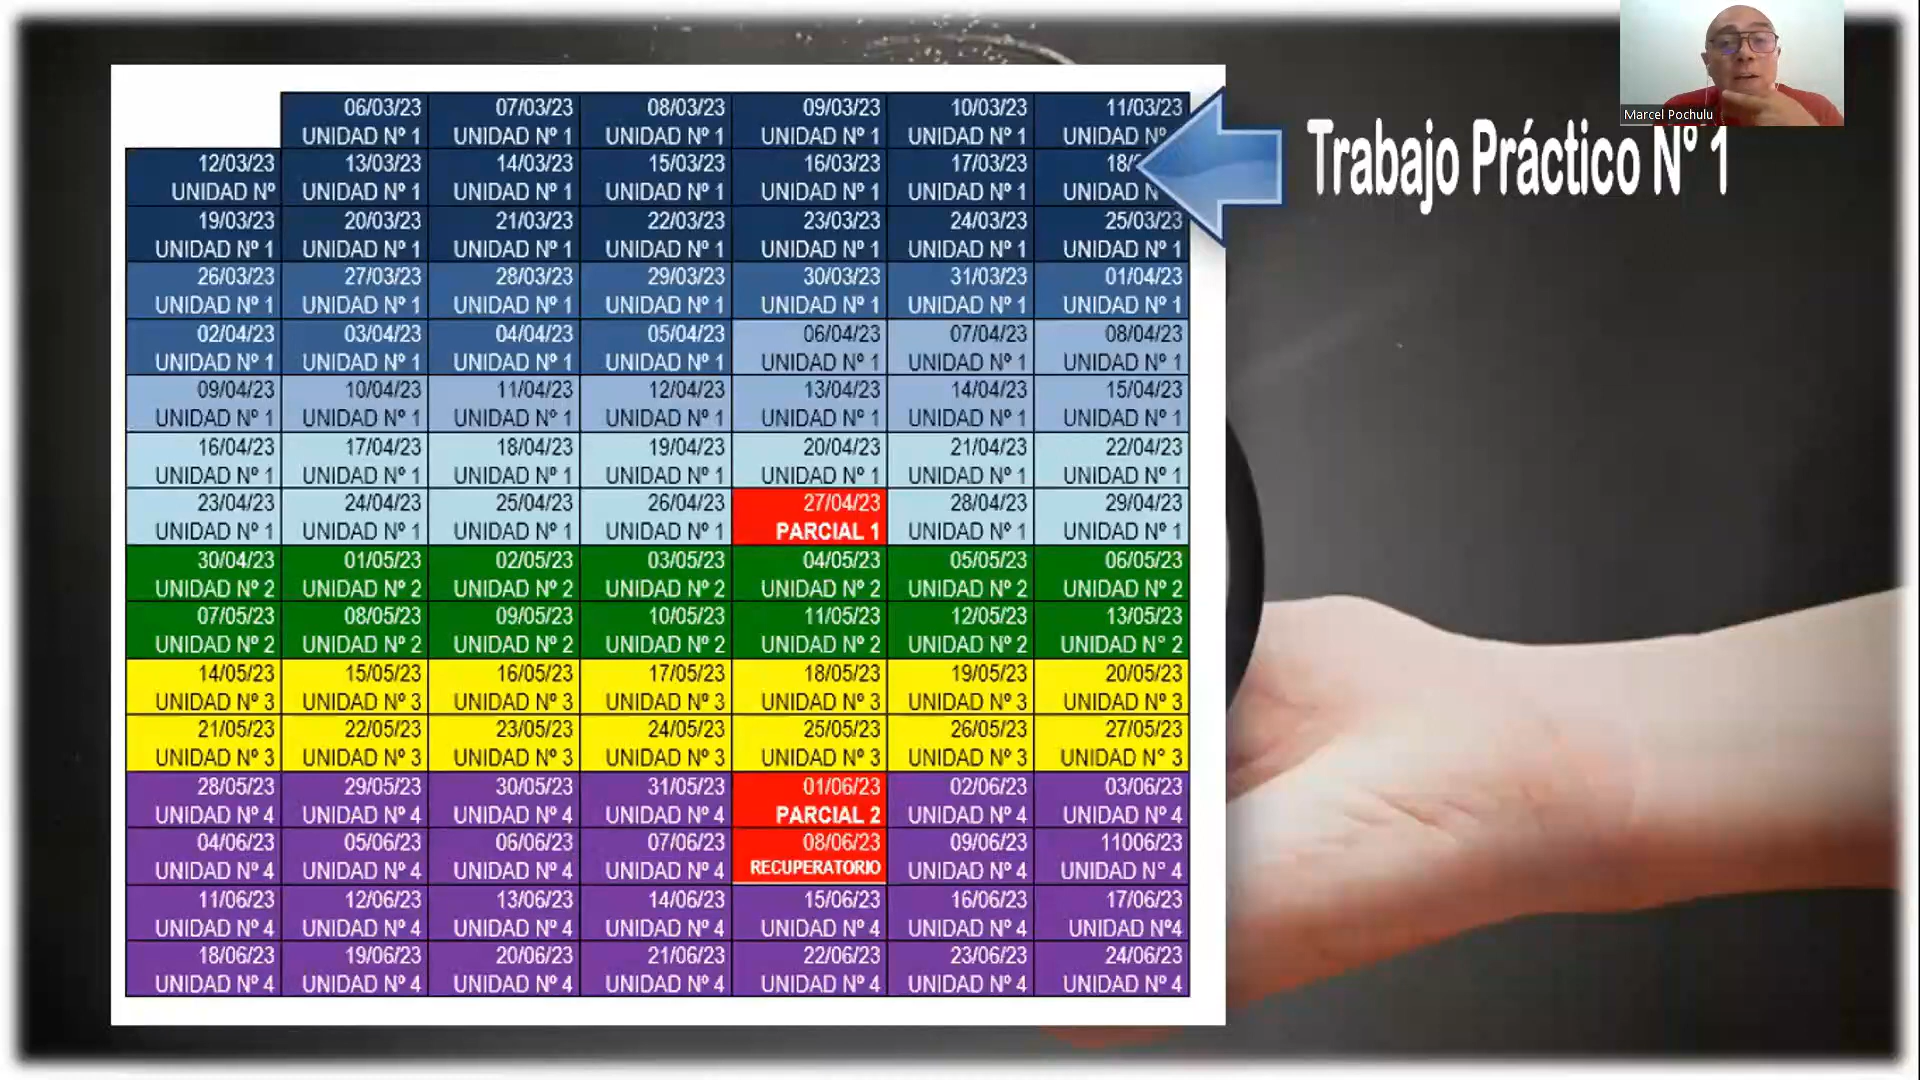 06/03/23 07/03/23 08/03/23 09/03/23 10/03/23 11/03/23
UNIDAD Nº 1 UNIDAD Nº 1 UNIDAD Nº 1 UNIDAD Nº 1 UNIDAD Nº 1 UNIDAD Nº
12/03/23 13/03/23 14/03/23 15/03/23 16/03/23 17/03/23 18/
UNIDAD Nº UNIDAD Nº 1 UNIDAD Nº 1 UNIDAD Nº 1 UNIDAD Nº 1 UNIDAD Nº 1 UNIDAD N
19/03/23 20/03/23 21/03/23 22/03/23 23/03/23 24/03/23 25/03/23
UNIDAD Nº 1 UNIDAD Nº 1 UNIDAD Nº 1 UNIDAD Nº 1 UNIDAD Nº 1 UNIDAD Nº 1 UNIDAD Nº 1
26/03/23 27/03/23 28/03/23 29/03/23 30/03/23 31/03/23 01/04/23
UNIDAD Nº 1 UNIDAD Nº 1 UNIDAD Nº 1 UNIDAD Nº 1 UNIDAD Nº 1 UNIDAD Nº 1 UNIDAD Nº 1
02/04/23 03/04/23 04/04/23 05/04/23 06/04/23 07/04/23 08/04/23
UNIDAD Nº 1 UNIDAD Nº 1 UNIDAD Nº 1 UNIDAD Nº 1 UNIDAD Nº 1 UNIDAD Nº 1 UNIDAD Nº 1
09/04/23 10/04/23 11/04/23 12/04/23 13/04/23 14/04/23 15/04/23
UNIDAD Nº 1 UNIDAD Nº 1 UNIDAD Nº 1 UNIDAD Nº 1 UNIDAD Nº 1 UNIDAD Nº 1 UNIDAD Nº 1
16/04/23 17/04/23 18/04/23 19/04/23 20/04/23 21/04/23 22/04/23
UNIDAD Nº 1 UNIDAD Nº 1 UNIDAD Nº 1 UNIDAD Nº 1 UNIDAD Nº 1 UNIDAD Nº 1 UNIDAD Nº 1
23/04/23 24/04/23 25/04/23 26/04/23 27/04/23 28/04/23 29/04/23
UNIDAD Nº 1 UNIDAD Nº 1 UNIDAD Nº 1 UNIDAD Nº 1 PARCIAL 1 UNIDAD Nº 1 UNIDAD Nº 1
30/04/23 01/05/23 02/05/23 03/05/23 04/05/23 05/05/23 06/05/23
UNIDAD Nº 2 UNIDAD Nº 2 UNIDAD Nº 2 UNIDAD Nº 2 UNIDAD Nº 2 UNIDAD Nº 2 UNIDAD Nº 2
07/05/23 08/05/23 09/05/23 10/05/23 11/05/23 12/05/23 13/05/23
UNIDAD Nº 2 UNIDAD Nº 2 UNIDAD Nº 2 UNIDAD Nº 2 UNIDAD Nº 2 UNIDAD Nº 2 UNIDAD N° 2
14/05/23 15/05/23 16/05/23 17/05/23 18/05/23 19/05/23 20/05/23
UNIDAD Nº 3 UNIDAD Nº 3 UNIDAD Nº 3 UNIDAD Nº 3 UNIDAD Nº 3 UNIDAD Nº 3 UNIDAD Nº 3
21/05/23 22/05/23 23/05/23 24/05/23 25/05/23 26/05/23 27/05/23
UNIDAD Nº 3 UNIDAD Nº 3 UNIDAD Nº 3 UNIDAD Nº 3 UNIDAD Nº 3 UNIDAD Nº 3 UNIDAD N° 3
28/05/23 29/05/23 30/05/23 31/05/23 01/06/23 02/06/23 03/06/23
UNIDAD Nº 4 UNIDAD Nº 4 UNIDAD Nº 4 UNIDAD Nº 4 PARCIAL 2 UNIDAD Nº 4 UNIDAD Nº 4
04/06/23 05/06/23 06/06/23 07/06/23 08/06/23 09/06/23 11006/23
UNIDAD Nº 4 UNIDAD Nº 4 UNIDAD Nº 4 UNIDAD Nº 4 RECUPERATORIO UNIDAD Nº 4 UNIDAD N° 4
11/06/23 12/06/23 13/06/23 14/06/23 15/06/23 16/06/23 17/06/23
UNIDAD Nº 4 UNIDAD Nº 4 UNIDAD Nº 4 UNIDAD Nº 4 UNIDAD Nº 4 UNIDAD Nº 4 UNIDAD Nº4
18/06/23 19/06/23 20/06/23 21/06/23 22/06/23 23/06/23 24/06/23
UNIDAD Nº 4 UNIDAD Nº 4 UNIDAD Nº 4 UNIDAD Nº 4 UNIDAD Nº 4 UNIDAD Nº 4 UNIDAD Nº 4
Trabajo Práctico Nº 1
Marcel Pochulu